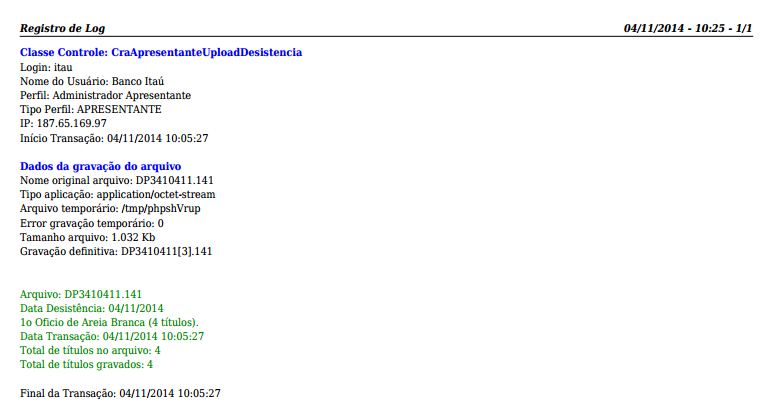 Registro de Log 04/11/2014 - 10:25 - 1/1
Classe Controle: CraApresentanteUploadDesistencia
Login: itau
Nome do Usuário: Banco Itaú
Perfil: Administrador Apresentante
Tipo Perfil: APRESENTANTE
IP: 187.65.169.97
Início Transação: 04/11/2014 10:05:27
Dados da gravação do arquivo
Nome original arquivo: DP3410411.141
Tipo aplicação: application/octet-stream
Arquivo temporário: /tmp/phpshVrup
Error gravação temporário: 0
Tamanho arquivo: 1.032 Kb
Gravação definitiva: DP3410411[3].141
Arquivo: DP3410411.141
Data Desistência: 04/11/2014
1o Oficio de Areia Branca (4 títulos).
Data Transação: 04/11/2014 10:05:27
Total de títulos no arquivo: 4
Total de títulos gravados: 4
Final da Transação: 04/11/2014 10:05:27